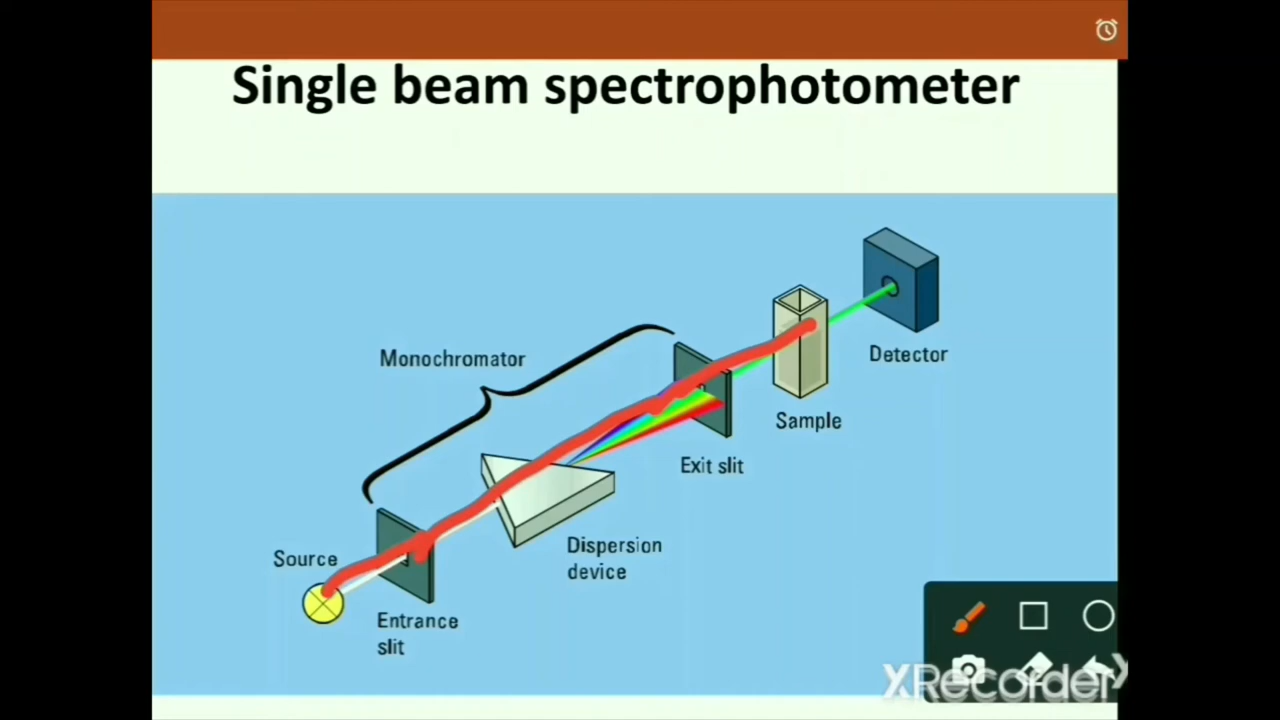 Single beam spectrophotometer
Monochromator
Detector
Sample
Exit slit
Dispersion
device
Source
Entrance
slit
XRecorder